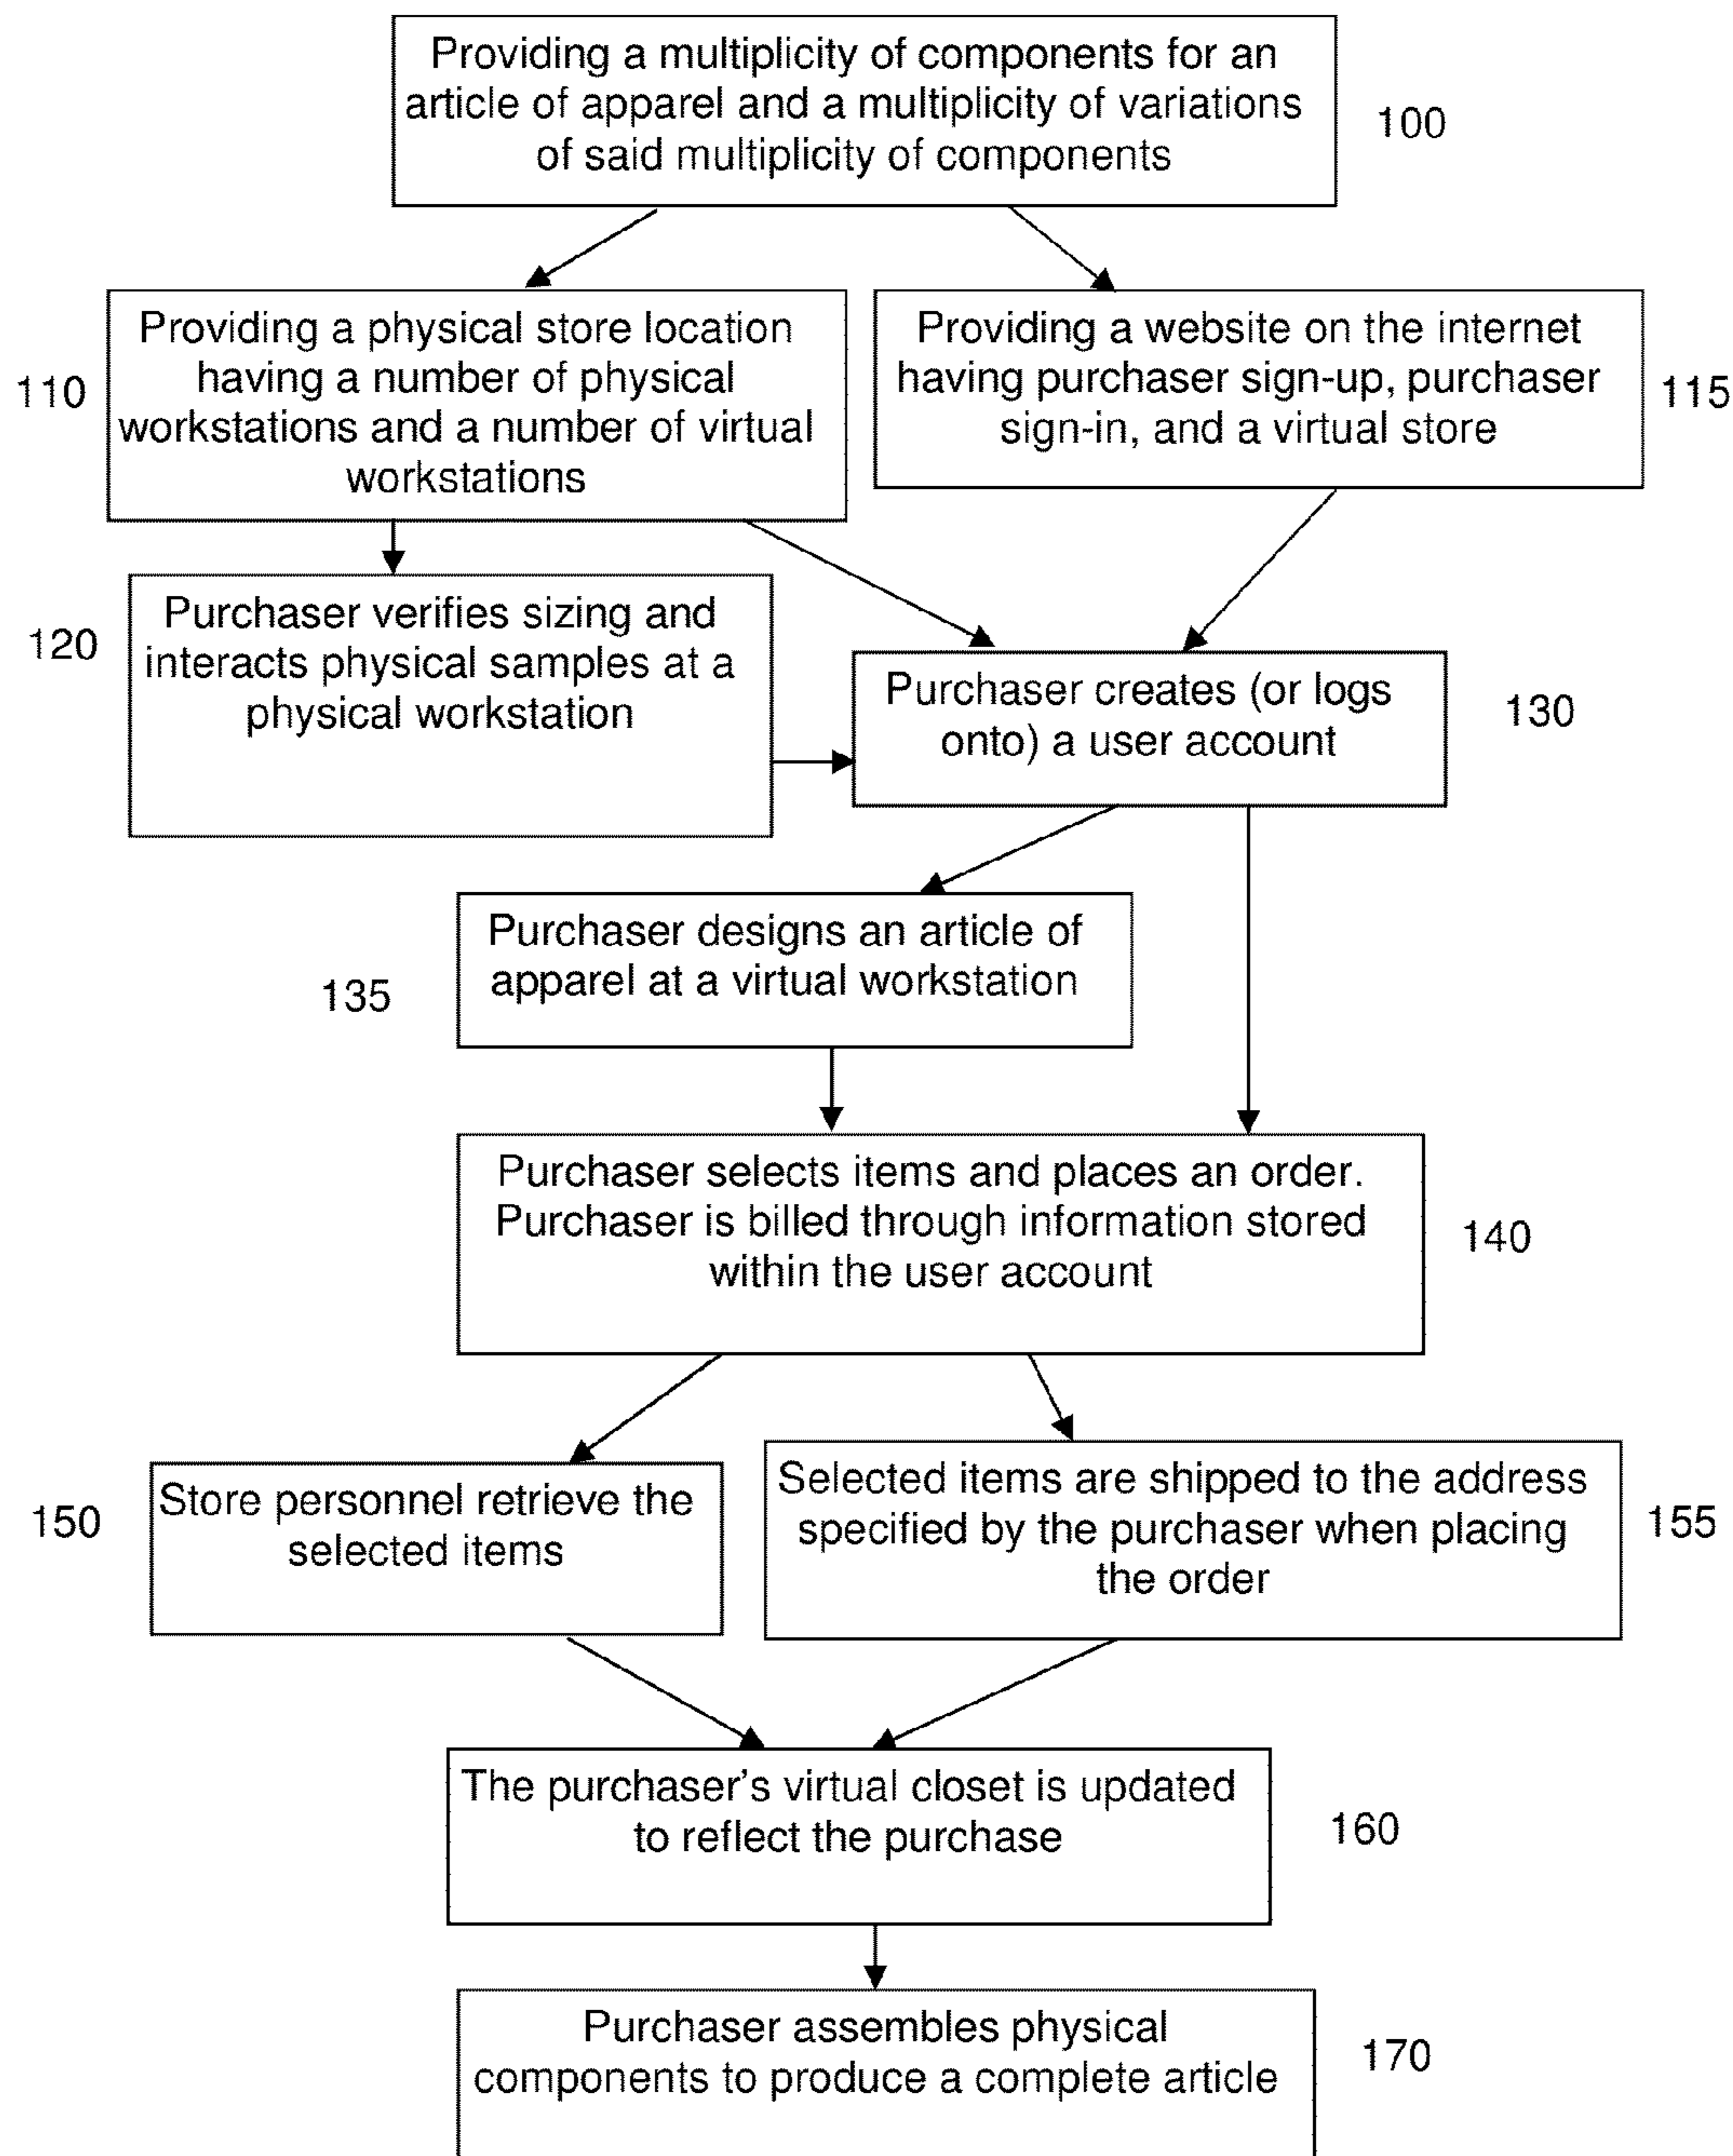 Providing a multiplicity of components for an
article of apparel and a multiplicity of variations
of said multiplicity of components
100
Providing a physical store location
having a number of physical
workstations and a number of virtual
workstations
110
Providing a website on the internet
having purchaser sign-up, purchaser
sign-in, and a virtual store
115
Purchaser verifies sizing and
interacts physical samples at a
physical workstation
120
Purchaser creates (or logs
onto) a user account
130
Purchaser designs an article of
apparel at a virtual workstation
135
Purchaser selects items and places an order.
Purchaser is billed through information stored
within the user account
140
Store personnel retrieve the
selected items
150
Selected items are shipped to the address
specified by the purchaser when placing
the order
155
The purchaser's virtual closet is updated
to reflect the purchase
160
Purchaser assembles physical
components to produce a complete article
170